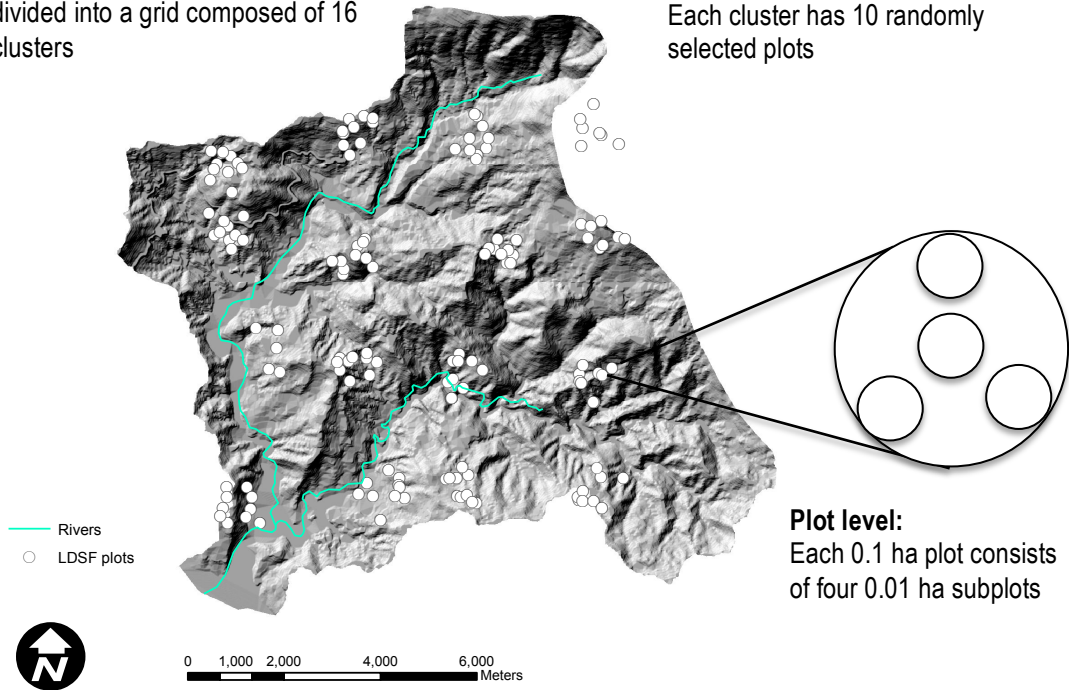 divided into a grid composed of 16
clusters
Each cluster has 10 randomly
selected plots
Rivers
LDSF plots
Plot level:
Each 0.1 ha plot consists
of four 0.01 ha subplots
N
0 1,000 2,000 4,000 6,000
Meters